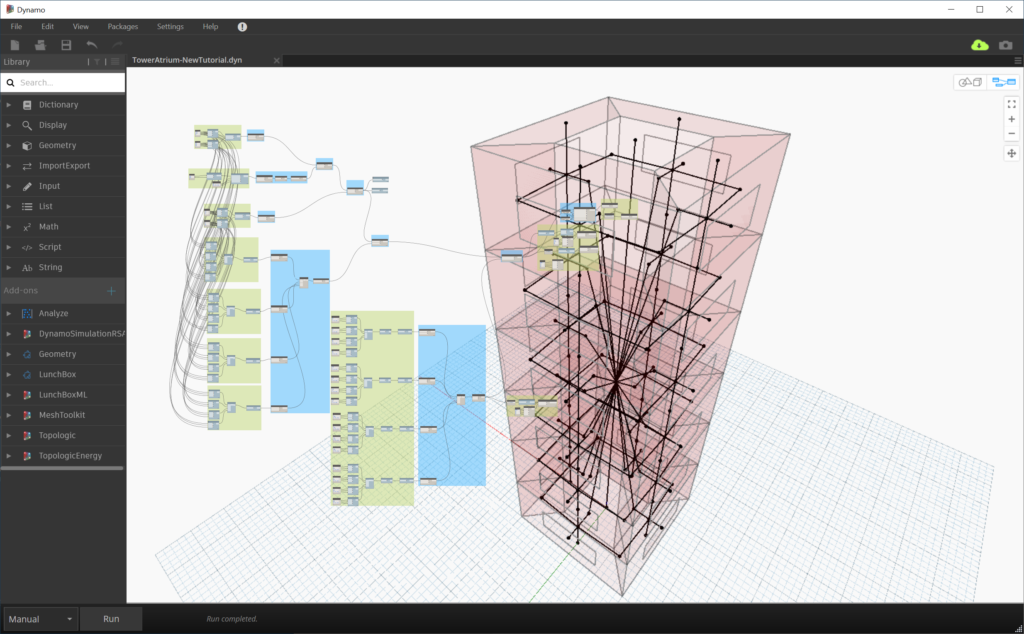 Dynamo
File Edit View Packages Settings Help
Library
TowerAtrium-NewTutorial.dyn
Search...
Dictionary
Display
Geometry
ImportExport
Input
List
Math
Script
String
Add-ons
Analyze
DynamoSimulationRSA
Geometry
LunchBox
LunchBoxML
MeshToolkit
Topologic
TopologicEnergy
Manual
Run
Run completed.